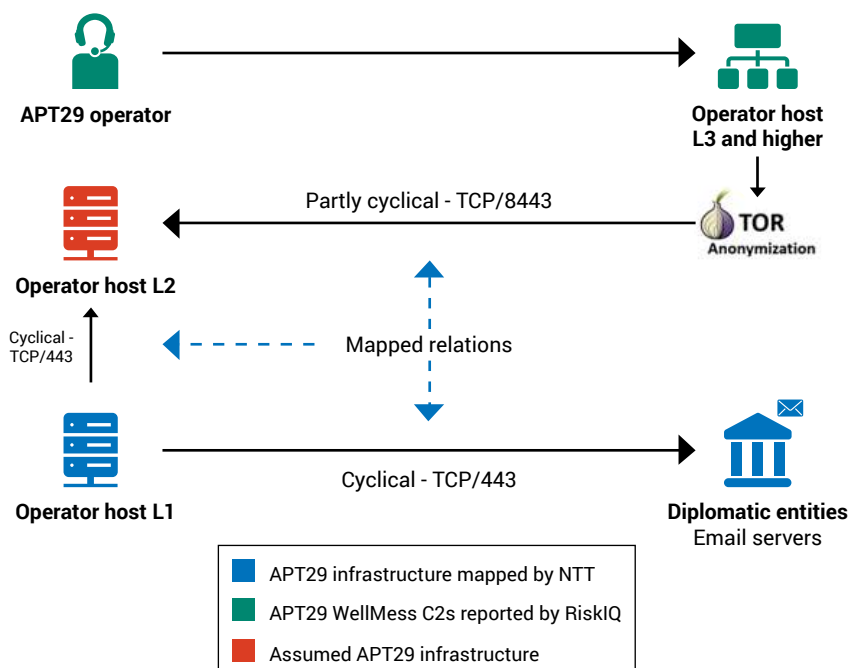 APT29 operator
Operator host
L3 and higher
Partly cyclical - TCP/8443
TOR
Anonymization
Operator host L2
Cyclical -
TCP/443
Mapped relations
Cyclical - TCP/443
Operator host L1
Diplomatic entities
Email servers
APT29 infrastructure mapped by NTT
APT29 WellMess C2s reported by RiskIQ
Assumed APT29 infrastructure